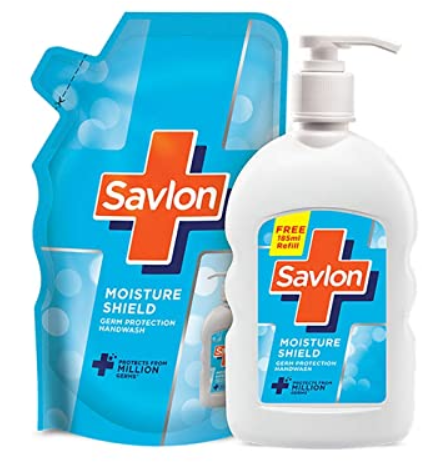 Savlon
MOISTURE
SHIELD
GERM PROTECTION
HANDWASH
PROTECTS FROM
MILLION
GERMS*
FREE
185ml
Refill
Savlon
MOISTURE
SHIELD
GERM PROTECTION
HANDWASH
PROTECTS FROM
MILLION
GERMS*